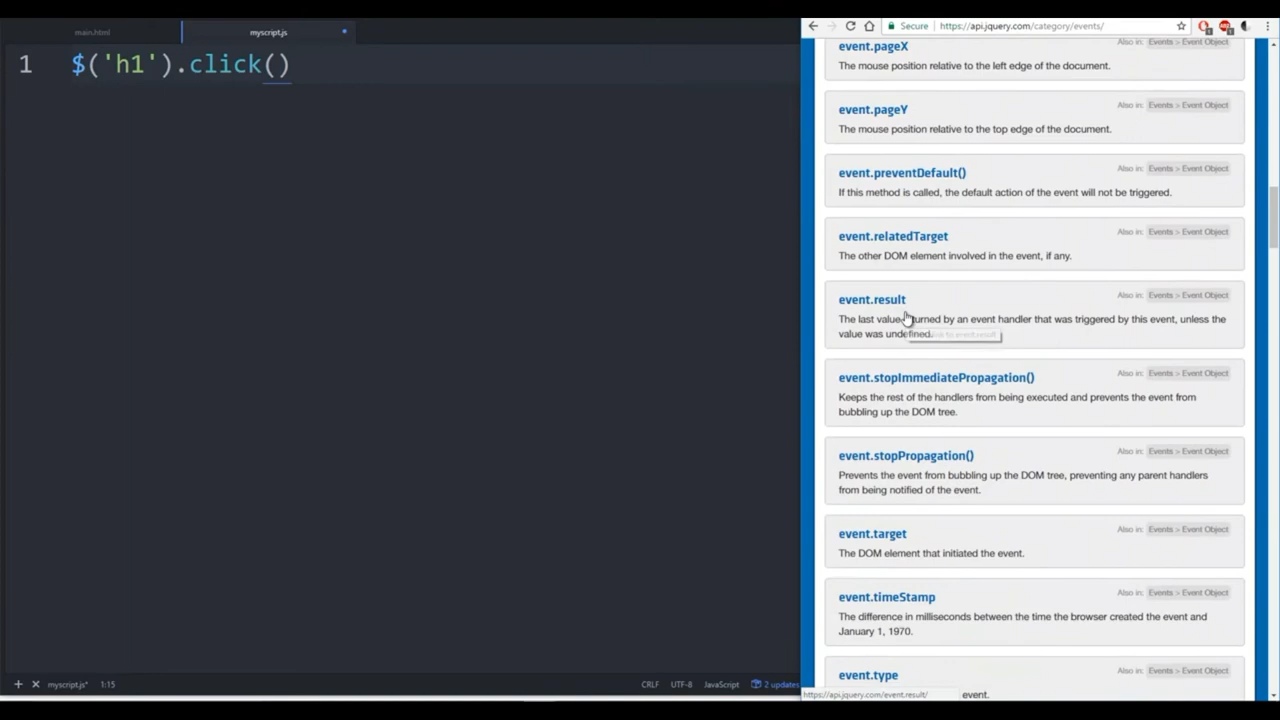 main.html
myscript.js
1 $('h1').click()
Secure https://api.jquery.com/category/events/
event.pageX
Also in: Events > Event Object
The mouse position relative to the left edge of the document.
event.pageY
Also in: Events > Event Object
The mouse position relative to the top edge of the document.
event.preventDefault()
Also in: Events > Event Object
If this method is called, the default action of the event will not be triggered.
event.relatedTarget
Also in: Events > Event Object
The other DOM element involved in the event, if any.
event.result
Also in: Events > Event Object
The last value turned by an event handler that was triggered by this event, unless the
value was undefined.
event.stopImmediatePropagation()
Also in: Events > Event Object
Keeps the rest of the handlers from being executed and prevents the event from
bubbling up the DOM tree.
event.stopPropagation()
Also in: Events > Event Object
Prevents the event from bubbling up the DOM tree, preventing any parent handlers
from being notified of the event.
event.target
Also in: Events > Event Object
The DOM element that initiated the event.
event.timeStamp
Also in: Events > Event Object
The difference in milliseconds between the time the browser created the event and
January 1, 1970.
event.type
Also in: Events > Event Object
https://api.jquery.com/event.result/ event.
+ × myscript.js* 1:15 CRLF UTF-8 JavaScript 2 updates